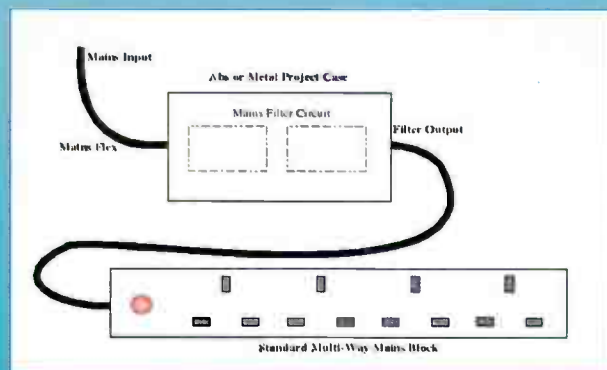 Mains Input
Abs or Metal Project Case
Mains Filter Circuit
Filter Output
Mains Flex
Standard Multi-Way Mains Block